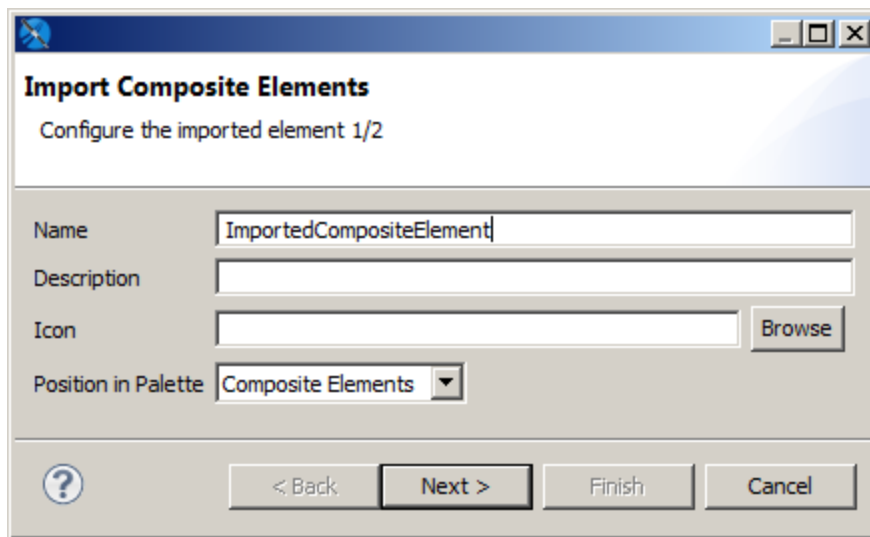 Import Composite Elements
Configure the imported element 1/2
Name ImportedCompositeElement
Description
Icon Browse
Position in Palette Composite Elements
? < Back Next > Finish Cancel